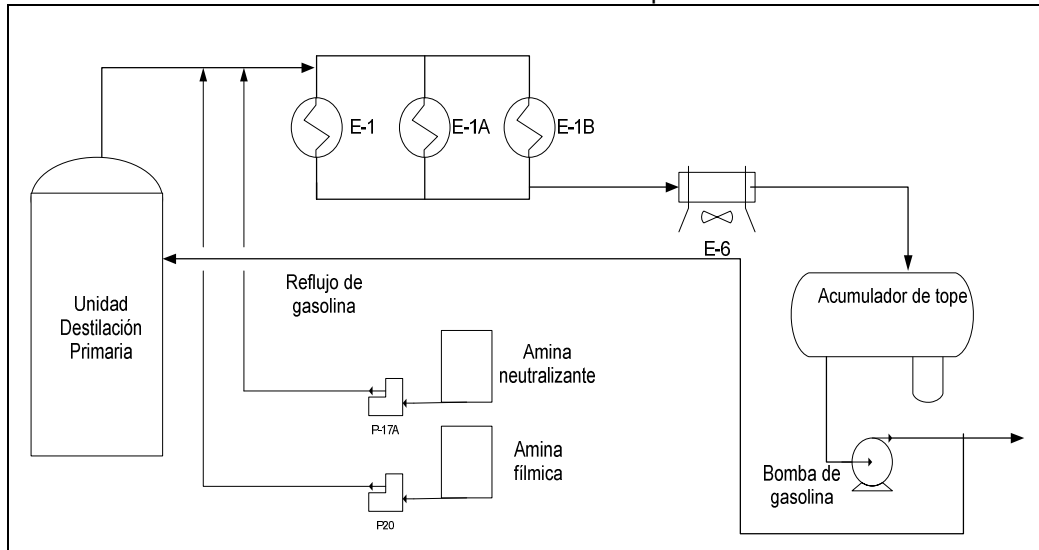 E-1
E-1A
E-1B
E-6
Reflujo de
gasolina
Unidad
Destilación
Primaria
Acumulador de tope
Amina
neutralizante
P-17A
Amina
fílmica
P20
Bomba de
gasolina